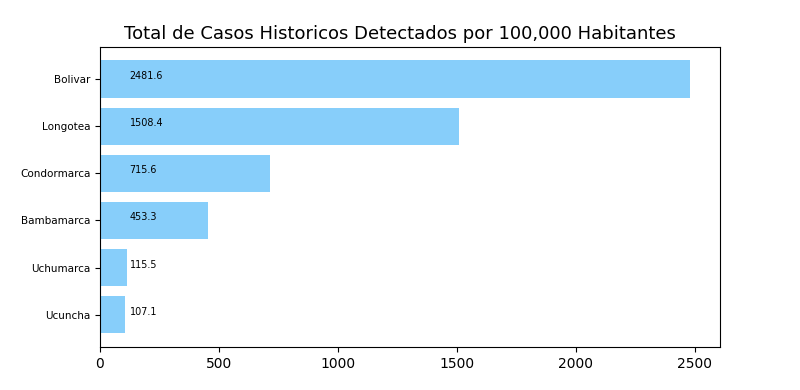 Total de Casos Historicos Detectados por 100,000 Habitantes
Bolivar 2481.6
Longotea 1508.4
Condormarca 715.6
Bambamarca 453.3
Uchumarca 115.5
Ucuncha 107.1
0 500 1000 1500 2000 2500